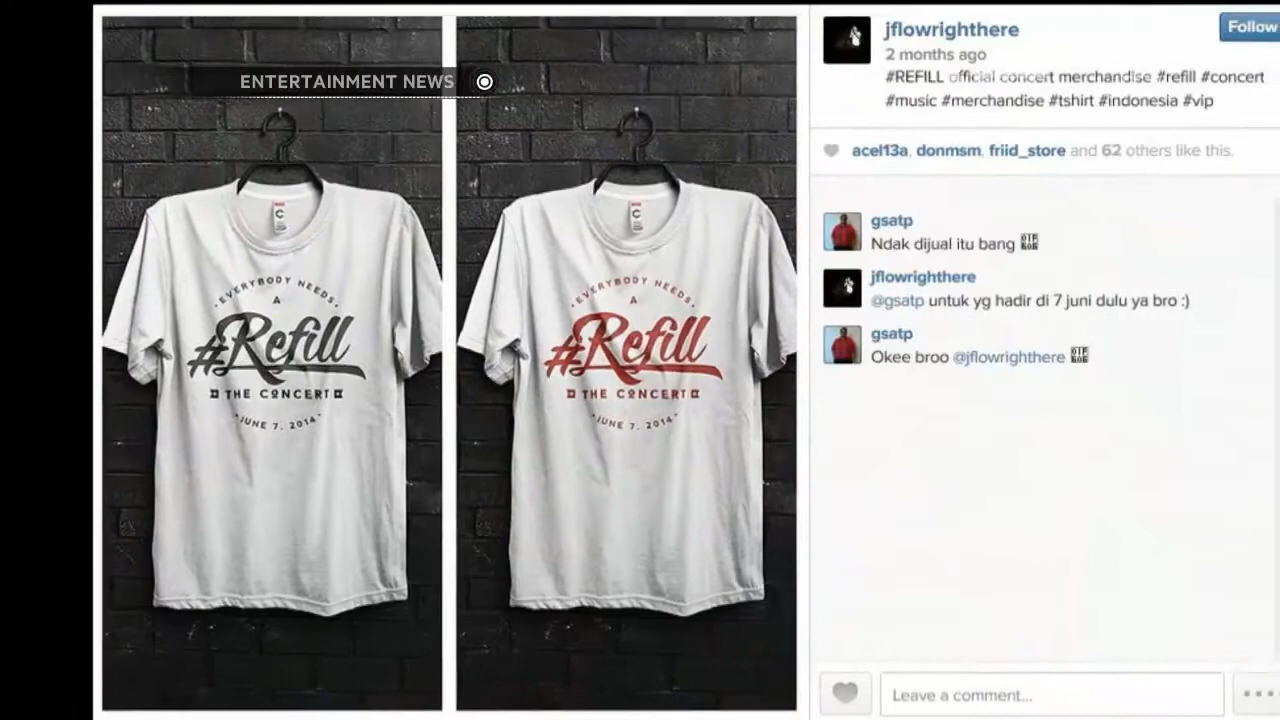 ENTERTAINMENT NEWS
EVERYBODY NEEDS
A
#Refill
THE CONCERT
JUNE 7. 2014
EVERYBODY NEEDS
A
#Refill
THE CONCERT
JUNE 7. 2014
jflowrighthere
Follow
2 months ago
#REFILL official concert merchandise #refill #concert
#music #merchandise #tshirt #indonesia #vip
acel13a, donmsm, friid_store and 62 others like this.
gsatp
Ndak dijual itu bang
jflowrighthere
@gsatp untuk yg hadir di 7 juni dulu ya bro :)
gsatp
Okee broo @jflowrighthere
Leave a comment...